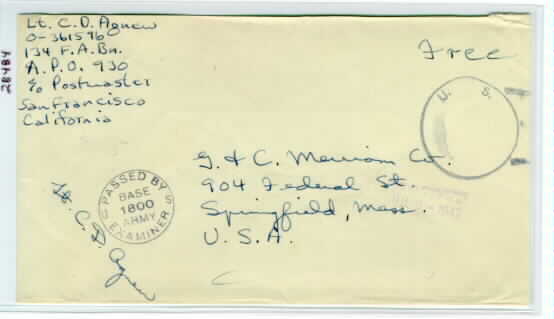 28484
Lt. C. D. Agnew
O-361596
134 F. A. Bn.
A. P. O. 930
c/o Postmaster
San Francisco
California
Free
U. S.
G. & C. Merriam Co.
904 Federal St.
Springfield, Mass.
U. S. A.
PASSED BY
BASE
1800
ARMY
EXAMINER
U S
Lt. C. D. Agnew